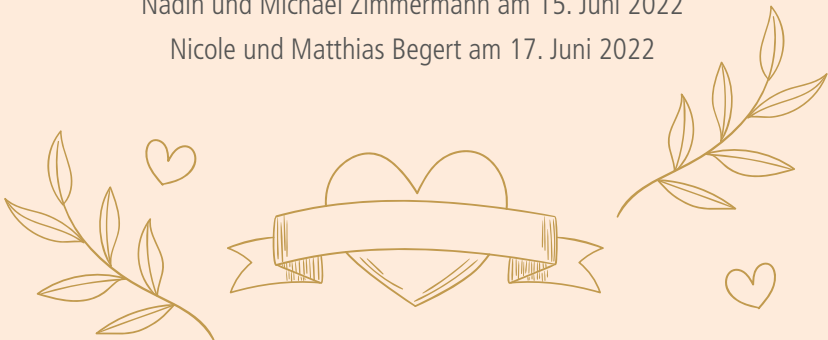 Nadin und Michael Zimmermann am 15. Juni 2022
Nicole und Matthias Begert am 17. Juni 2022